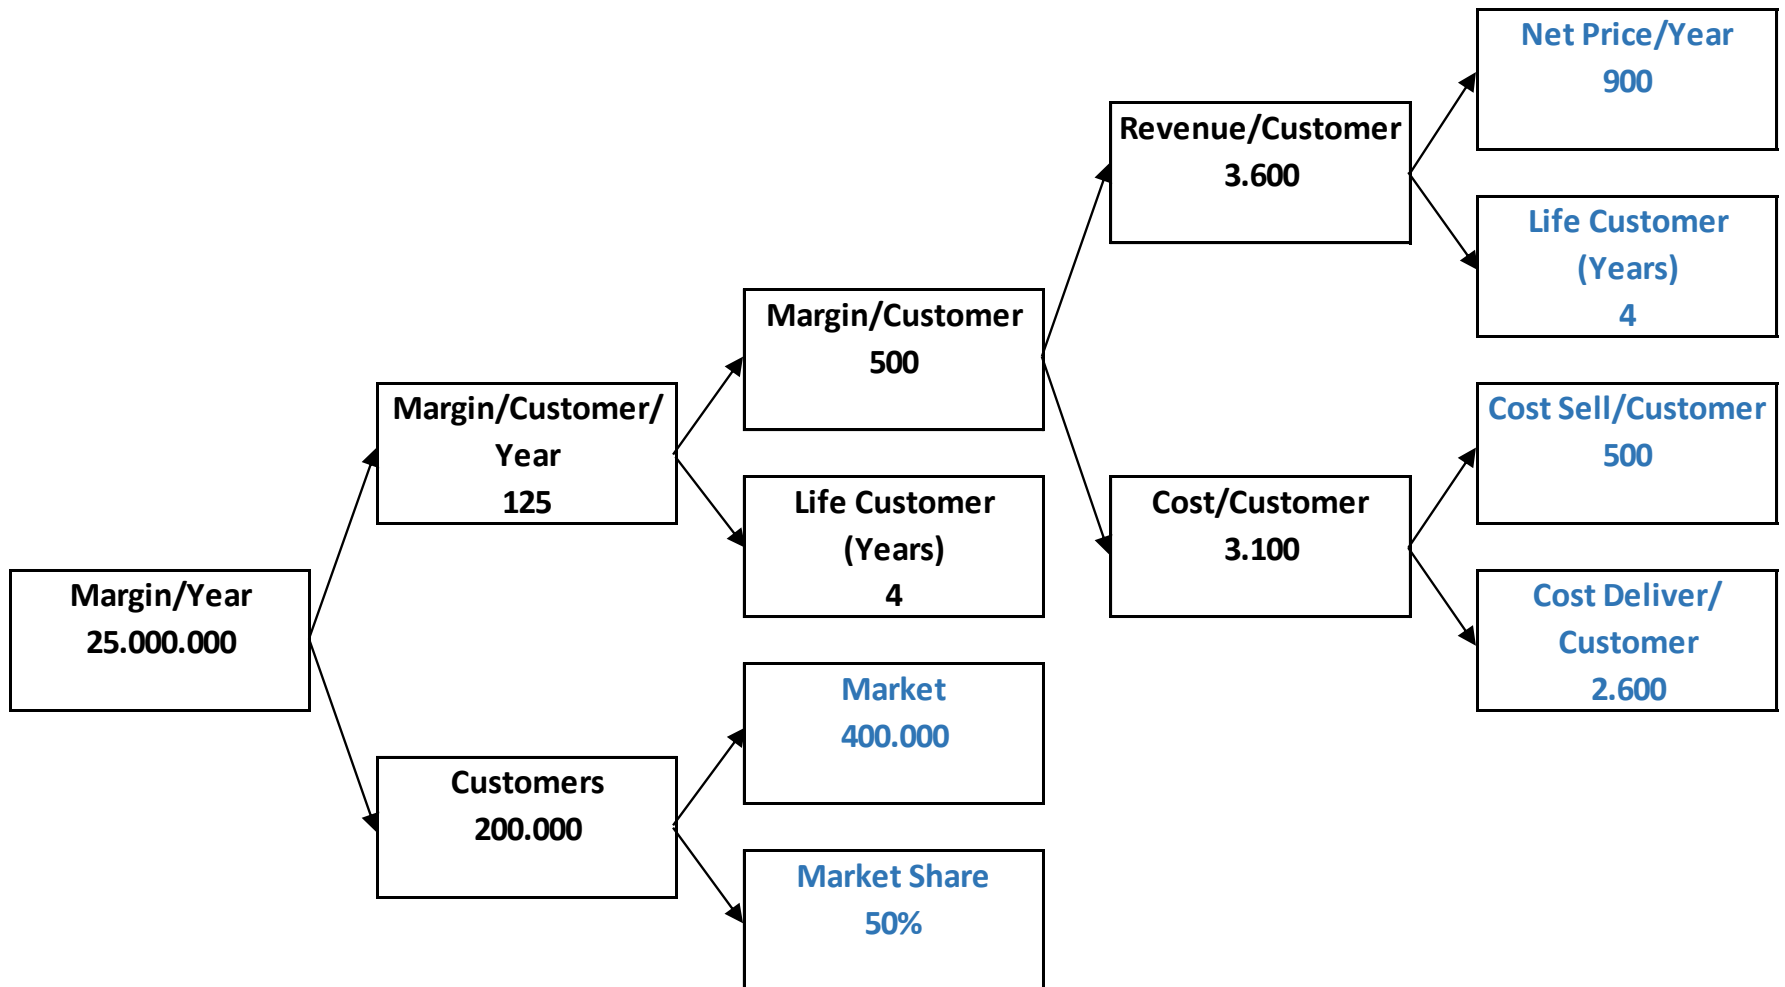 Net Price/Year
900
Revenue/Customer
3.600
Life Customer
(Years)
4
Margin/Customer
500
Margin/Customer/
Year
125
Cost Sell/Customer
500
Life Customer
(Years)
4
Cost/Customer
3.100
Margin/Year
25.000.000
Cost Deliver/
Customer
2.600
Market
400.000
Customers
200.000
Market Share
50%